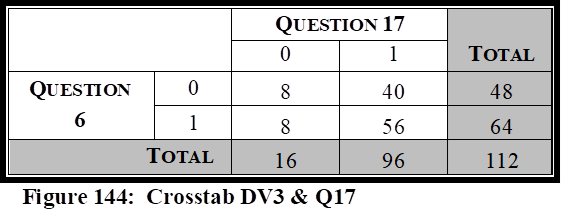 QUESTION 17
0 1 TOTAL
QUESTION 6 0 8 40 48
1 8 56 64
TOTAL 16 96 112
Figure 144: Crosstab DV3 & Q17